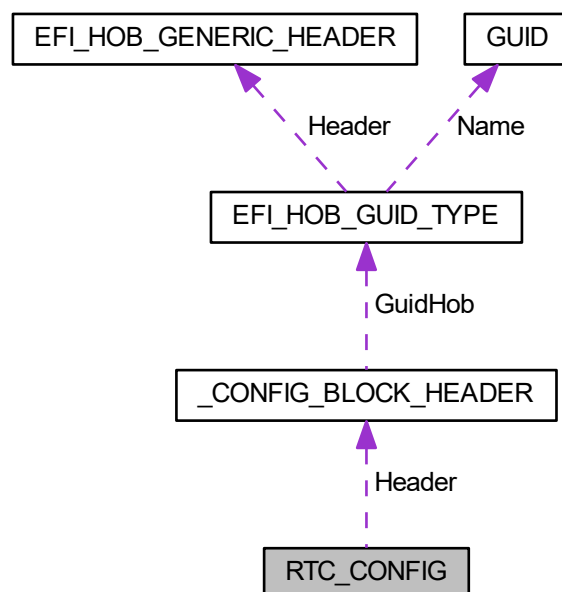 EFI_HOB_GENERIC_HEADER
GUID
Header
Name
EFI_HOB_GUID_TYPE
GuidHob
_CONFIG_BLOCK_HEADER
Header
RTC_CONFIG